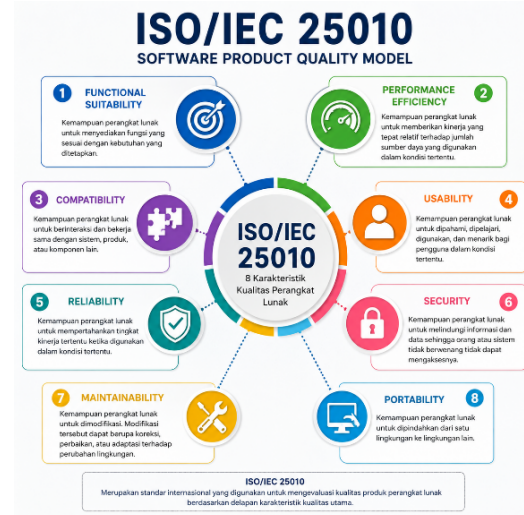 ISO/IEC 25010
SOFTWARE PRODUCT QUALITY MODEL
1
FUNCTIONAL
SUITABILITY
Kemampuan perangkat lunak
untuk menyediakan fungsi yang
sesuai dengan kebutuhan yang
ditetapkan.
PERFORMANCE
EFFICIENCY
2
Kemampuan perangkat lunak
untuk memberikan kinerja yang
tepat relatif terhadap jumlah
sumber daya yang digunakan
dalam kondisi tertentu.
3
COMPATIBILITY
Kemampuan perangkat lunak
untuk berinteraksi dan bekerja
sama dengan sistem, produk,
atau komponen lain.
USABILITY
4
Kemampuan perangkat lunak
untuk dipahami, dipelajari,
digunakan, dan menarik bagi
pengguna dalam kondisi
tertentu.
ISO/IEC
25010
8 Karakteristik
Kualitas Perangkat
Lunak
5
RELIABILITY
Kemampuan perangkat lunak
untuk mempertahankan tingkat
kinerja tertentu ketika digunakan
dalam kondisi tertentu.
SECURITY
6
Kemampuan perangkat lunak
untuk melindungi informasi dan
data sehingga orang atau sistem
tidak berwenang tidak dapat
mengaksesnya.
7
MAINTAINABILITY
Kemampuan perangkat lunak
untuk dimodifikasi. Modifikasi
tersebut dapat berupa koreksi,
perbaikan, atau adaptasi terhadap
perubahan lingkungan.
PORTABILITY
8
Kemampuan perangkat lunak
untuk dipindahkan dari satu
lingkungan ke lingkungan lain.
ISO/IEC 25010
Merupakan standar internasional yang digunakan untuk mengevaluasi kualitas produk perangkat lunak
berdasarkan delapan karakteristik kualitas utama.